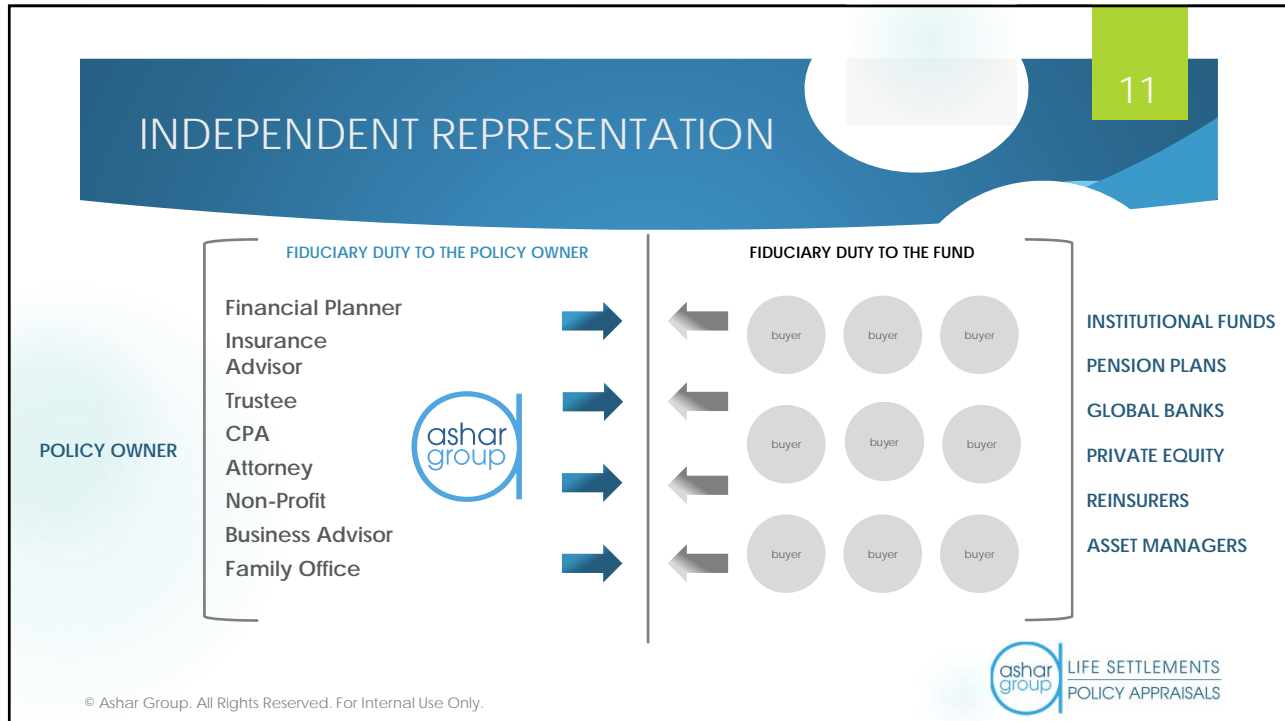 11
INDEPENDENT REPRESENTATION
FIDUCIARY DUTY TO THE POLICY OWNER
FIDUCIARY DUTY TO THE FUND
POLICY OWNER
Financial Planner
Insurance
Advisor
Trustee
CPA
Attorney
Non-Profit
Business Advisor
Family Office
ashar
group
buyer buyer buyer
buyer buyer buyer
buyer buyer buyer
INSTITUTIONAL FUNDS
PENSION PLANS
GLOBAL BANKS
PRIVATE EQUITY
REINSURERS
ASSET MANAGERS
ashar
group
LIFE SETTLEMENTS
POLICY APPRAISALS
© Ashar Group. All Rights Reserved. For Internal Use Only.